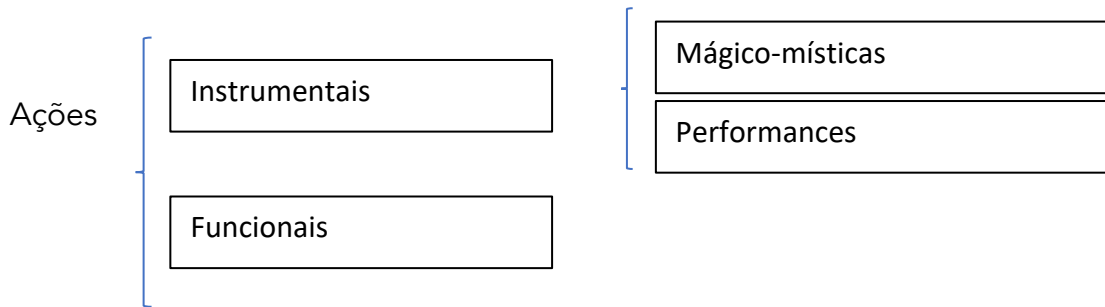 Ações
Instrumentais
Funcionais
Mágico-místicas
Performances